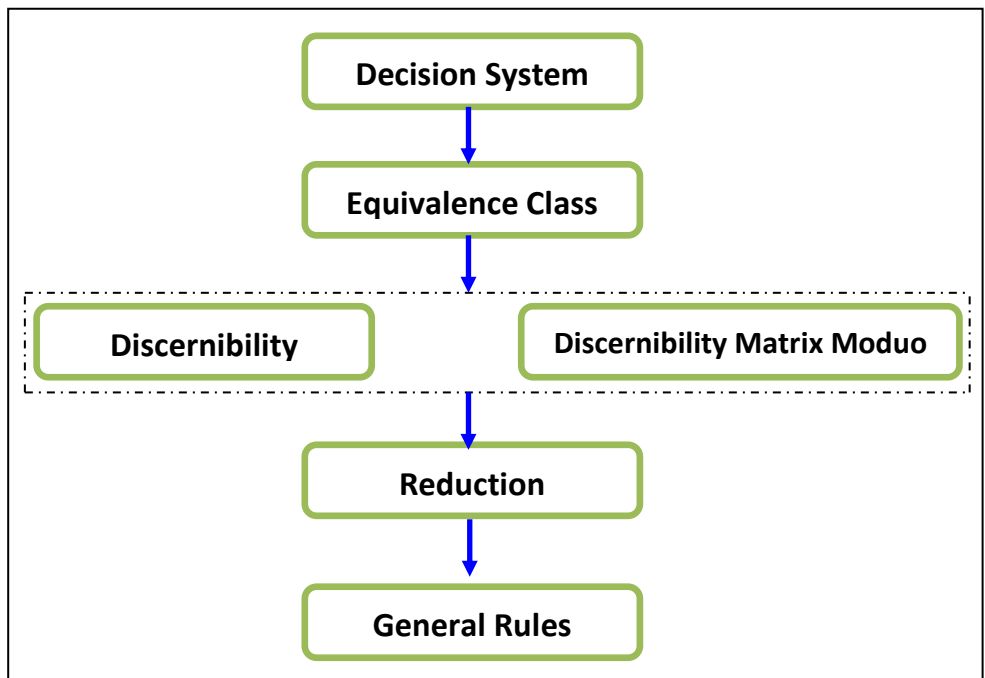 Decision System
Equivalence Class
Discernibility
Discernibility Matrix Moduo
Reduction
General Rules